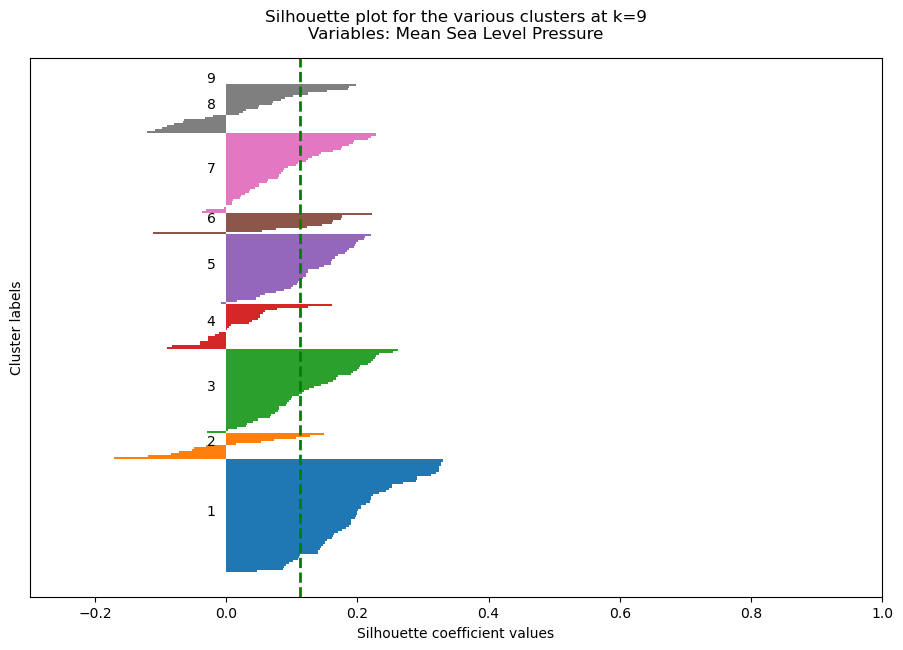 Silhouette plot for the various clusters at k=9
Variables: Mean Sea Level Pressure
Cluster labels
9
8
7
6
5
4
3
2
1
−0.2 0.0 0.2 0.4 0.6 0.8 1.0
Silhouette coefficient values